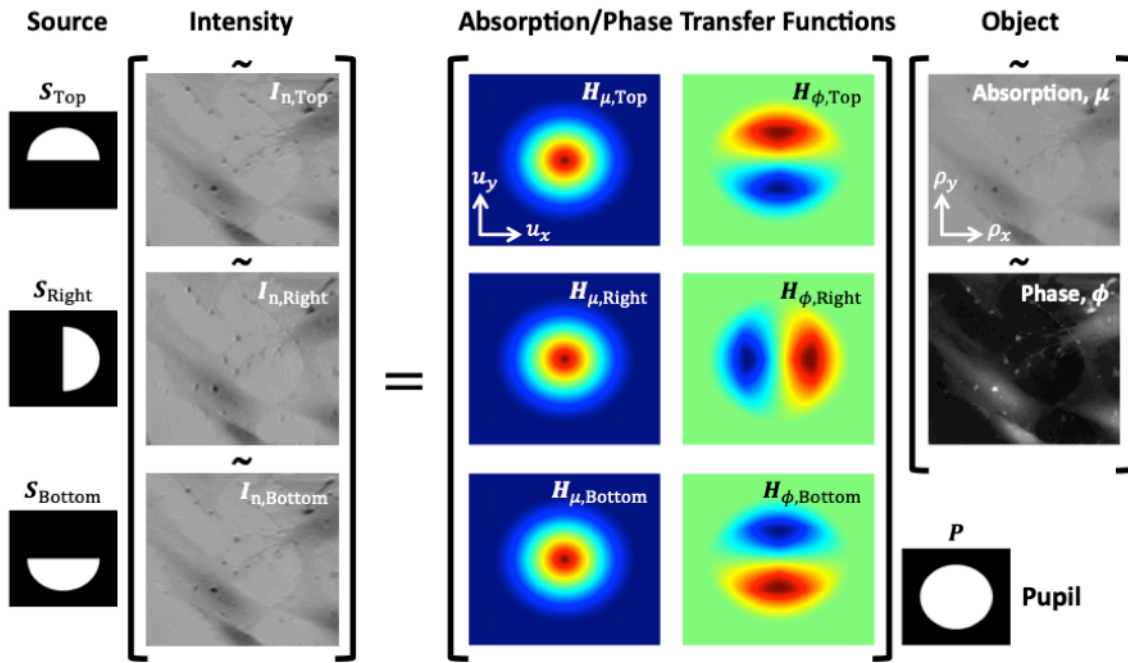 Source Intensity Absorption/Phase Transfer Functions Object
S_Top
~ ~
I_n,Top H_μ,Top H_ϕ,Top Absorption, μ
u_y
u_x
ρ_y
ρ_x
S_Right
~ ~
I_n,Right H_μ,Right H_ϕ,Right Phase, ϕ
=
S_Bottom
~
I_n,Bottom H_μ,Bottom H_ϕ,Bottom
P
Pupil